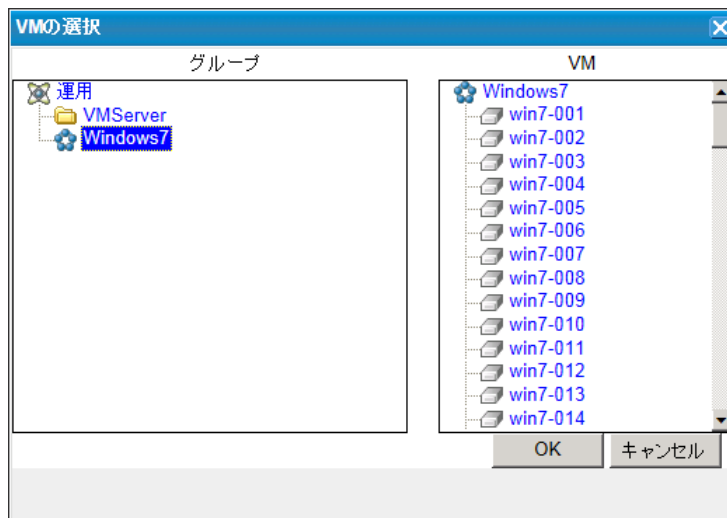 VMの選択
グループ
運用
VMServer
Windows7
VM
Windows7
win7-001
win7-002
win7-003
win7-004
win7-005
win7-006
win7-007
win7-008
win7-009
win7-010
win7-011
win7-012
win7-013
win7-014
OK
キャンセル